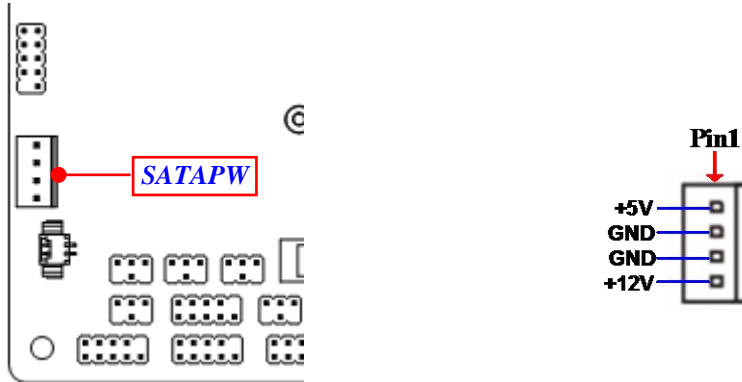 SATAPW
Pin1
+5V
GND
GND
+12V